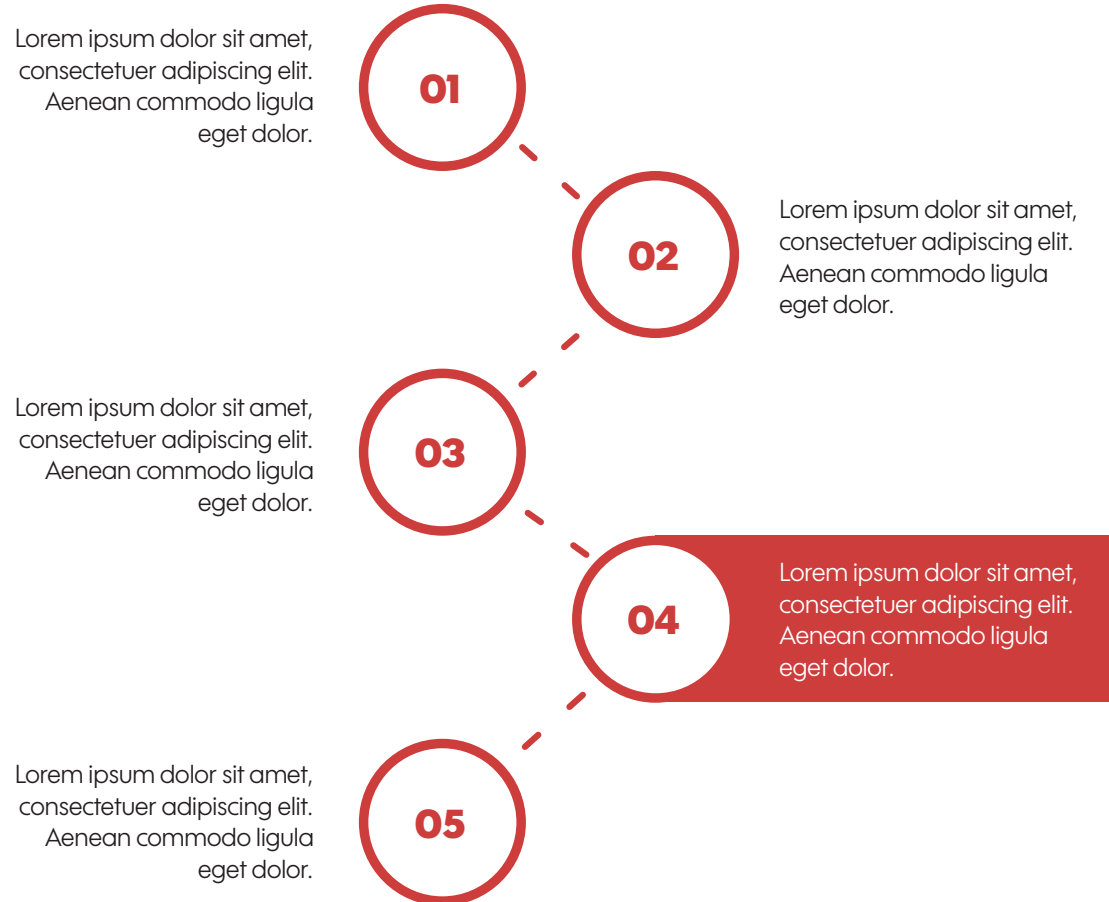 Lorem ipsum dolor sit amet,
consectetuer adipiscing elit.
Aenean commodo ligula
eget dolor.
01
02
Lorem ipsum dolor sit amet,
consectetuer adipiscing elit.
Aenean commodo ligula
eget dolor.
Lorem ipsum dolor sit amet,
consectetuer adipiscing elit.
Aenean commodo ligula
eget dolor.
03
04
Lorem ipsum dolor sit amet,
consectetuer adipiscing elit.
Aenean commodo ligula
eget dolor.
Lorem ipsum dolor sit amet,
consectetuer adipiscing elit.
Aenean commodo ligula
eget dolor.
05